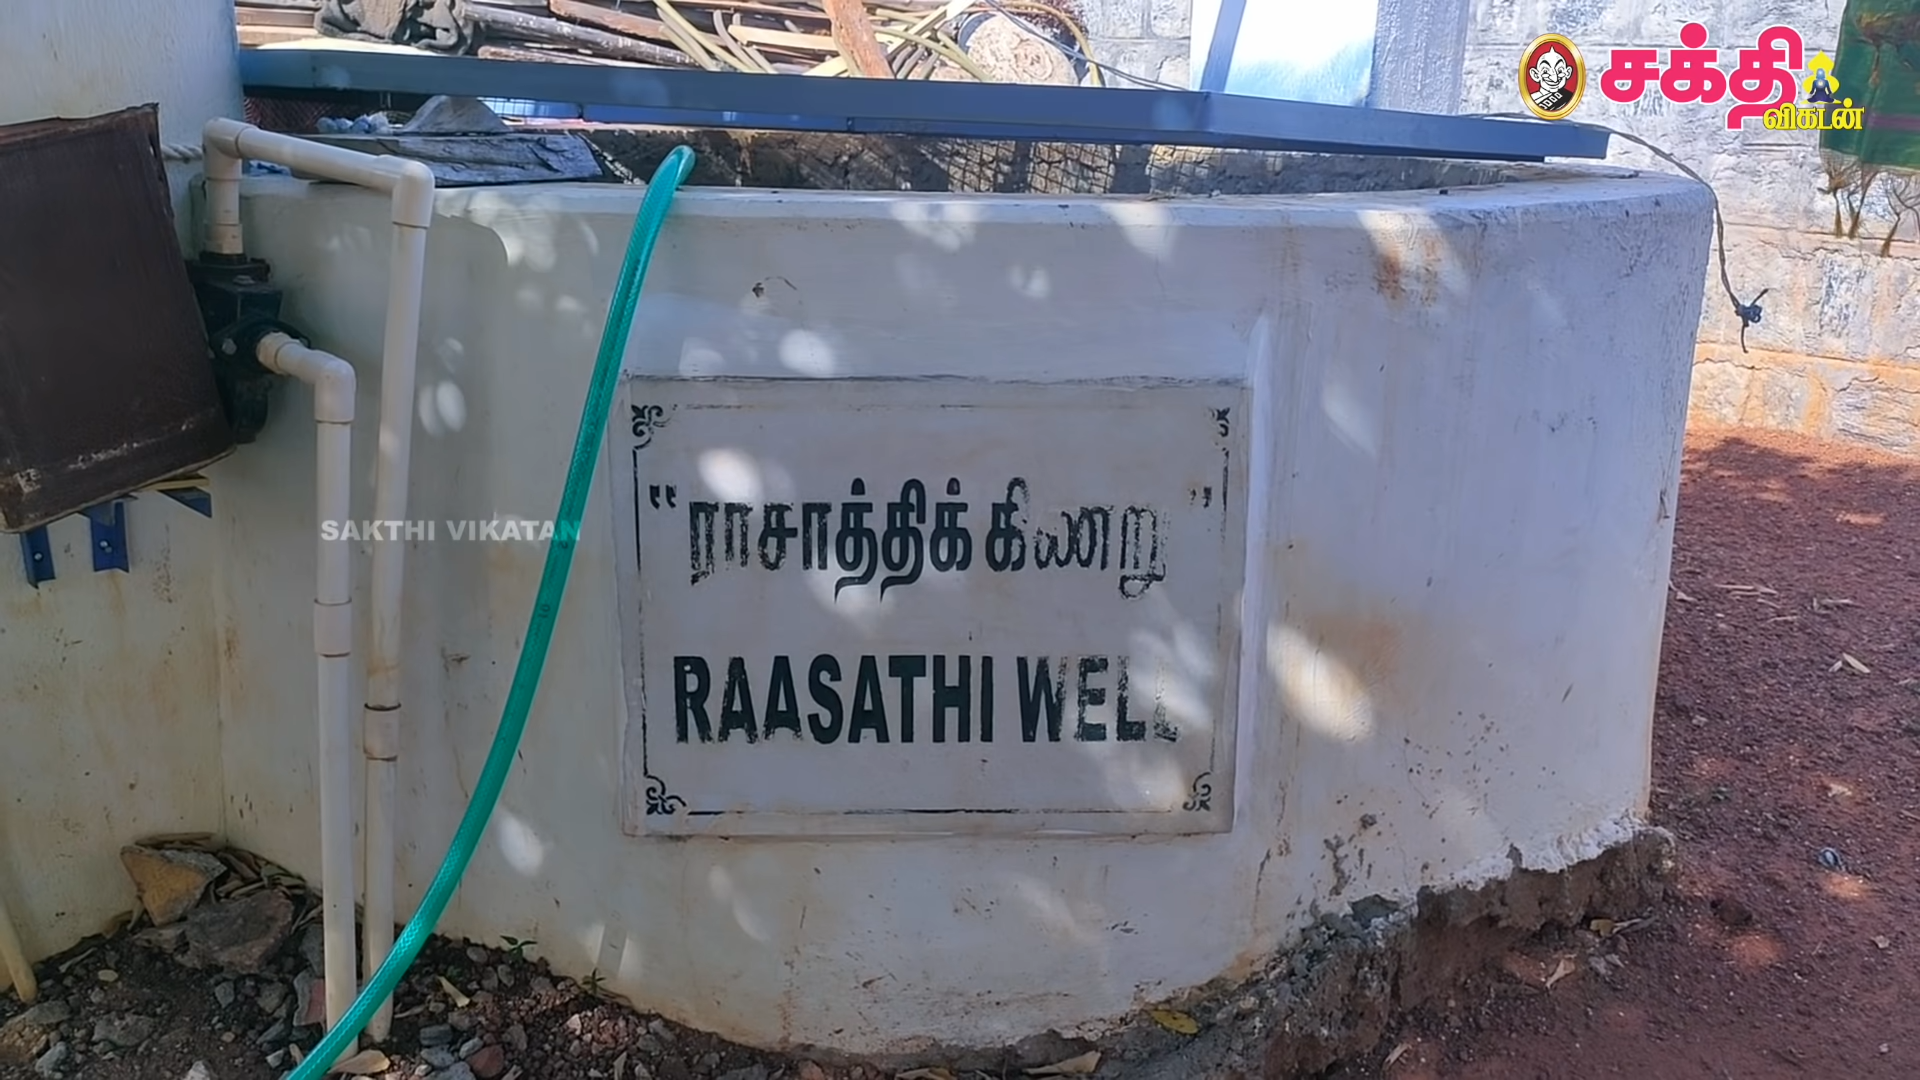 சக்தி
விகடன்
SAKTHI VIKATAN
"ராசாத்திக் கிணறு"
RAASATHI WELL